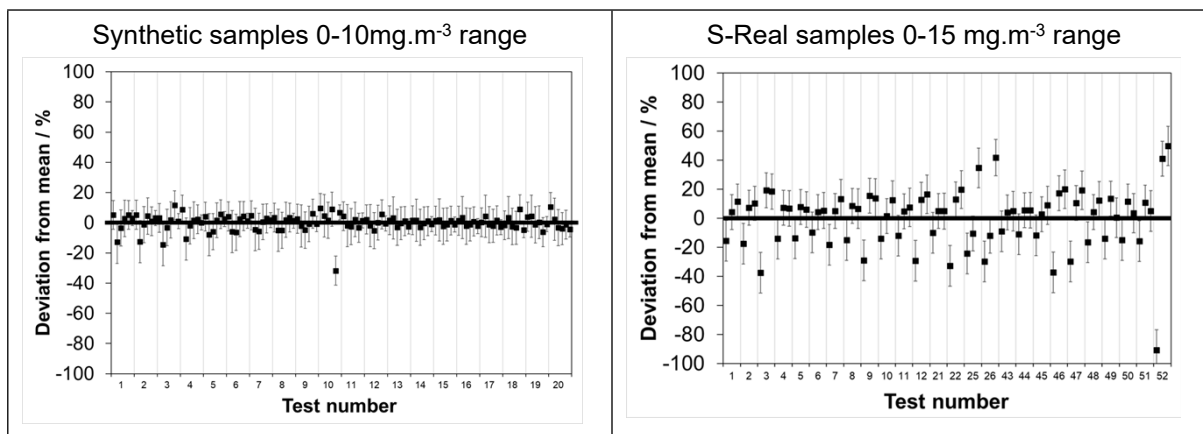 Synthetic samples 0-10mg.m-3 range
100
80
60
40
20
0
-20
-40
-60
-80
-100
Deviation from mean / %
1 2 3 4 5 6 7 8 9 10 11 12 13 14 15 16 17 18 19 20
Test number
S-Real samples 0-15 mg.m-3 range
100
80
60
40
20
0
-20
-40
-60
-80
-100
Deviation from mean / %
1 2 3 4 5 6 7 8 9 10 11 12 21 22 25 26 43 44 45 46 47 48 49 50 51 52
Test number